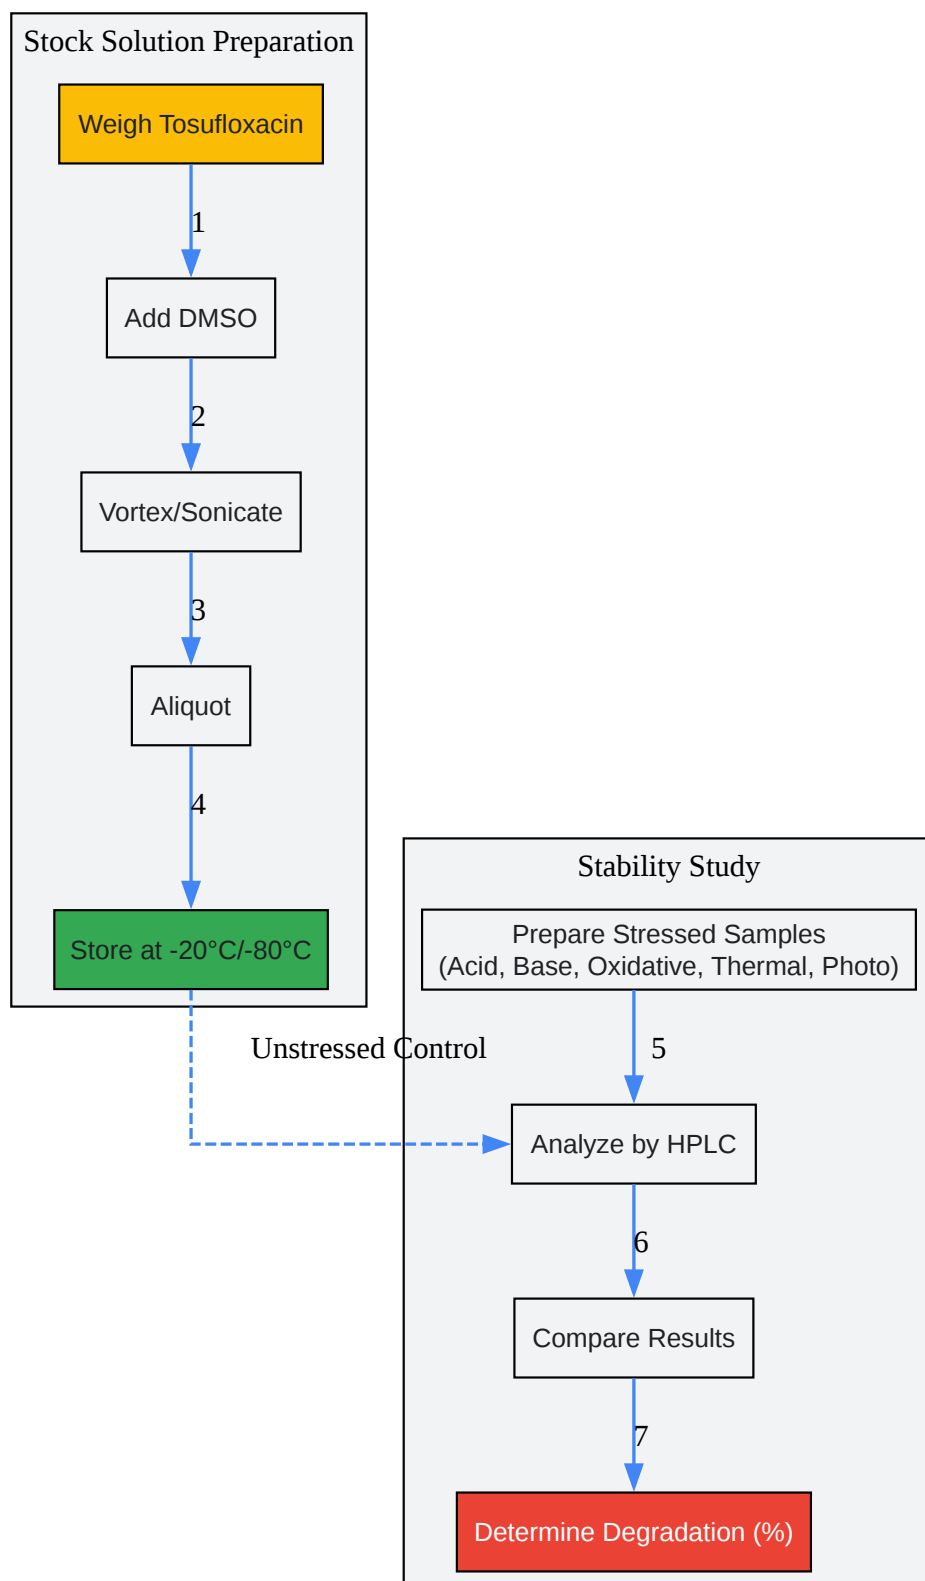 Stock Solution Preparation
Weigh Tosufloxacin
1
Add DMSO
2
Vortex/Sonicate
3
Aliquot
4
Store at -20°C/-80°C
Unstressed Control
Stability Study
Prepare Stressed Samples
(Acid, Base, Oxidative, Thermal, Photo)
5
Analyze by HPLC
6
Compare Results
7
Determine Degradation (%)